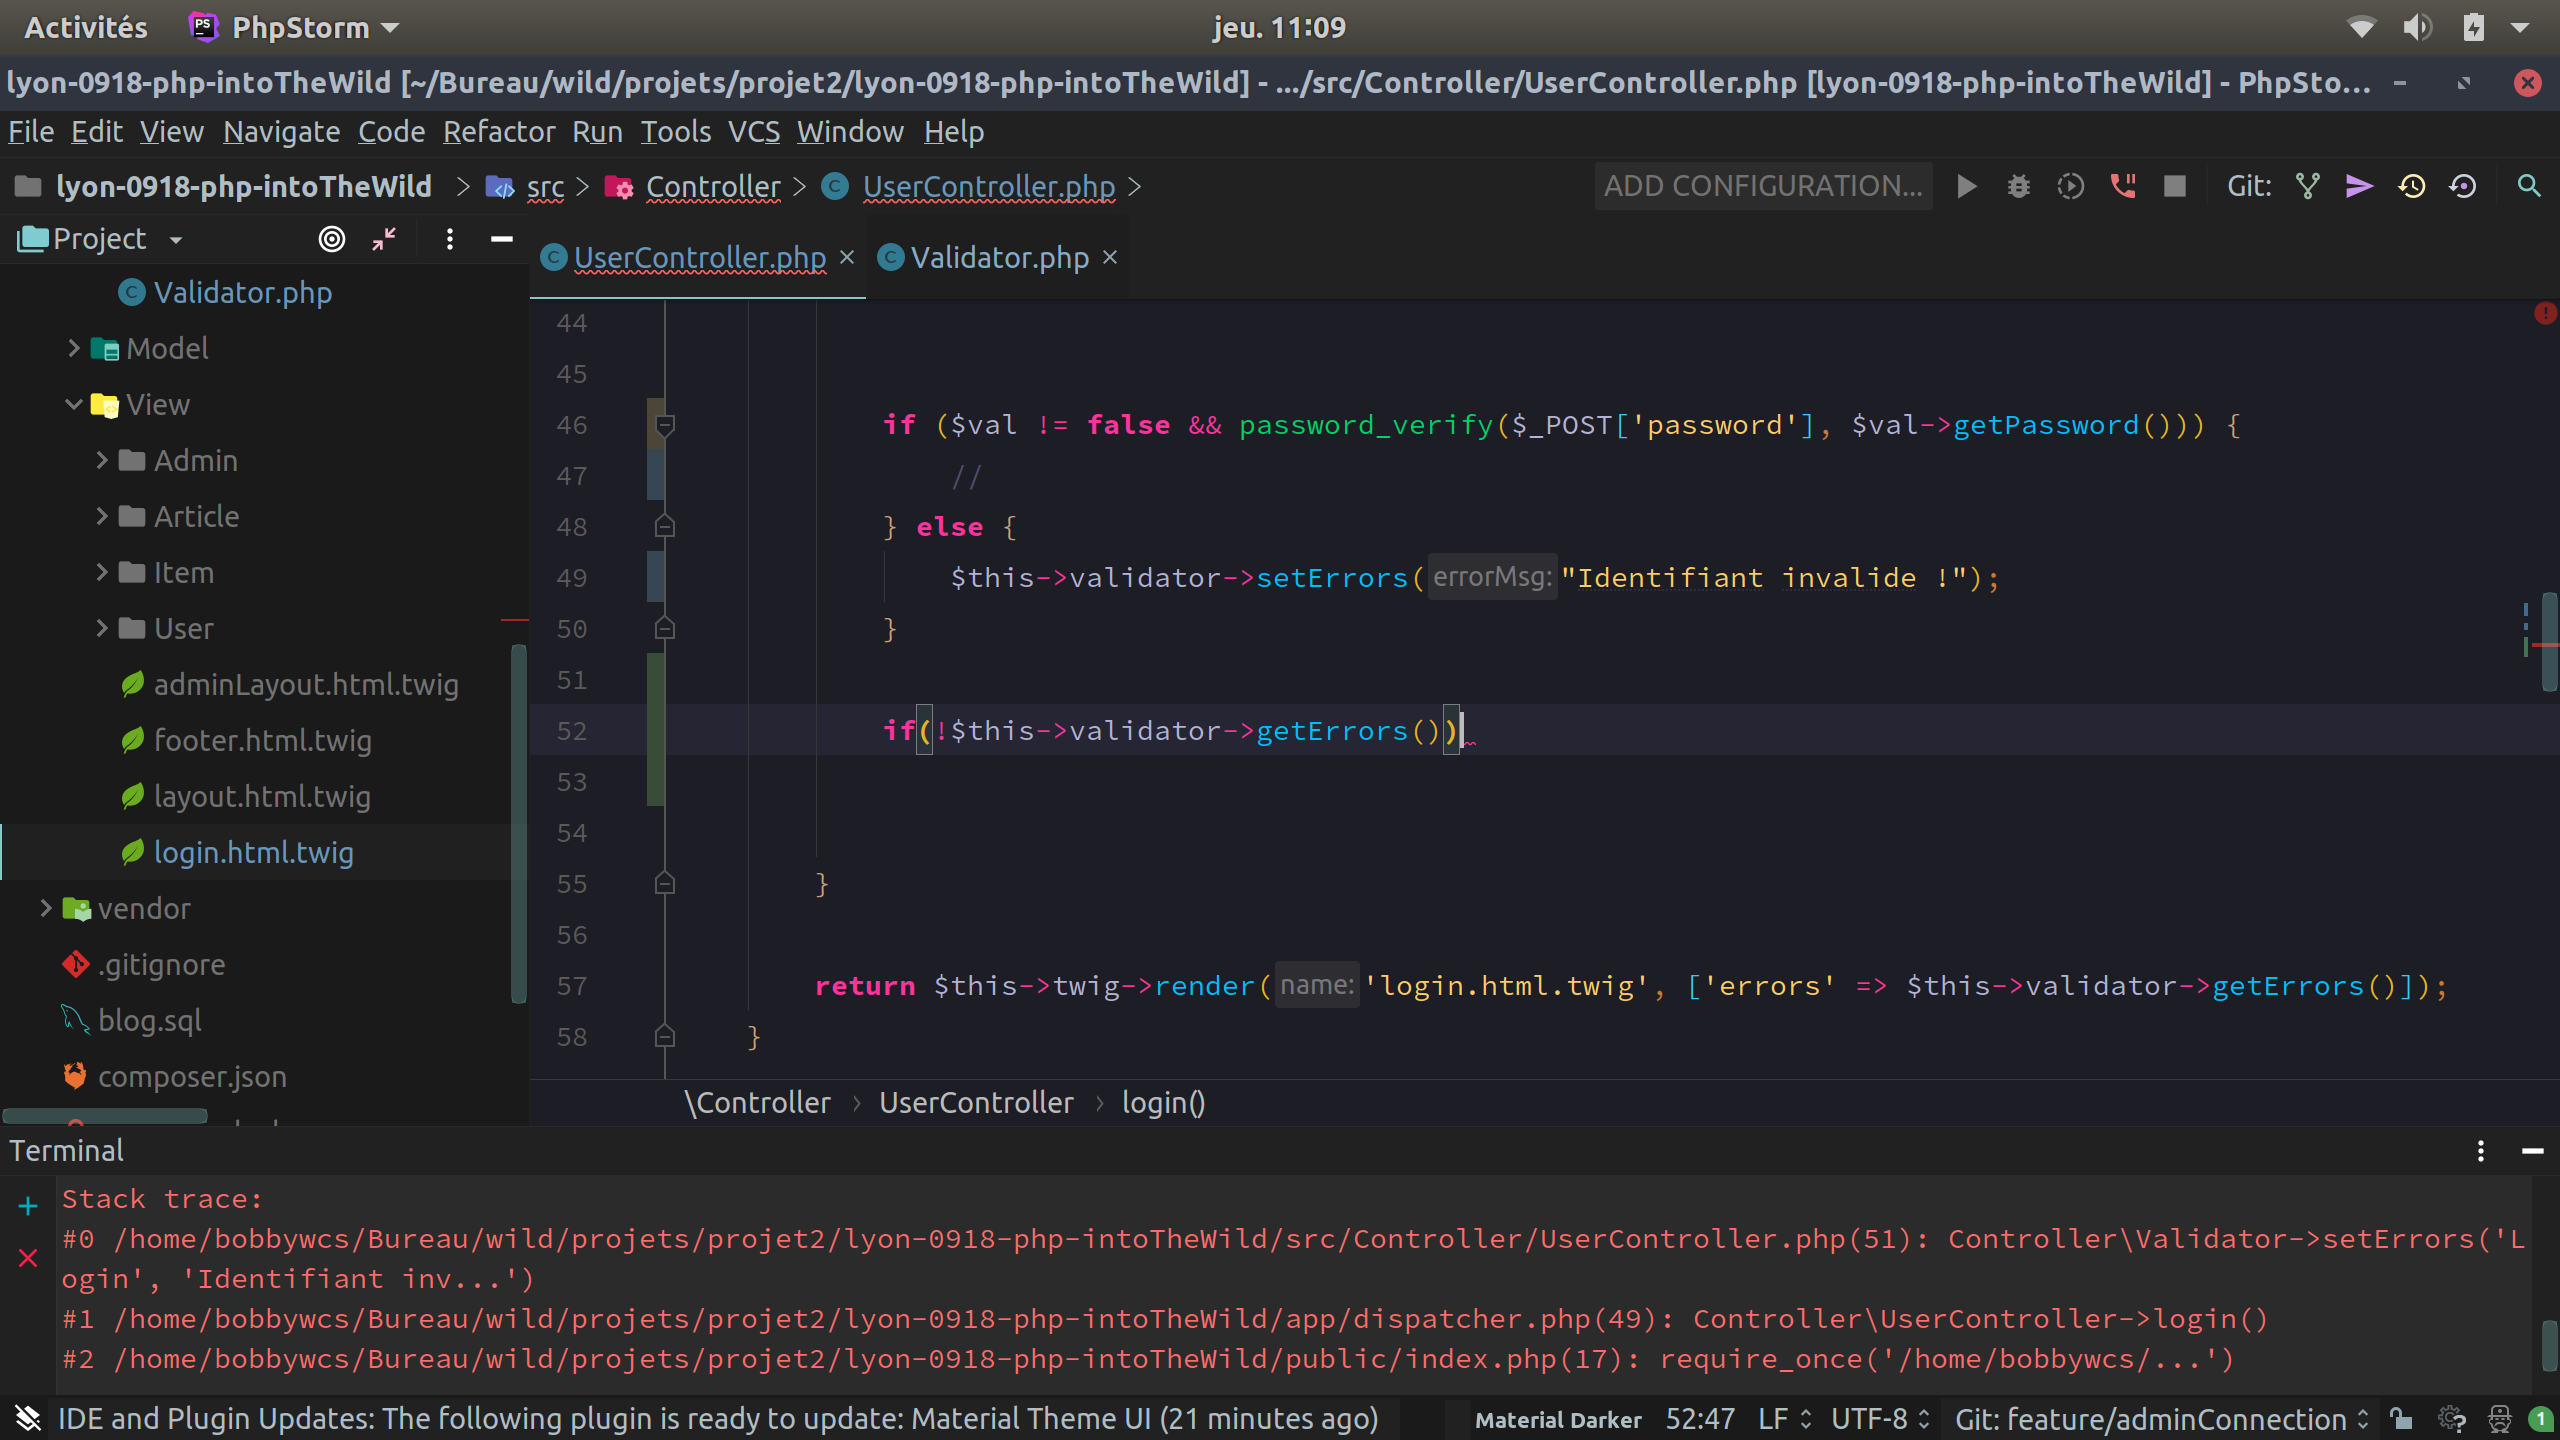 Activités PhpStorm jeu. 11:09
lyon-0918-php-intoTheWild [~/Bureau/wild/projets/projet2/lyon-0918-php-intoTheWild] - .../src/Controller/UserController.php [lyon-0918-php-intoTheWild] - PhpSto...
File Edit View Navigate Code Refactor Run Tools VCS Window Help
lyon-0918-php-intoTheWild > src > Controller > UserController.php > ADD CONFIGURATION... Git:
Project
UserController.php × Validator.php ×
Validator.php
Model
View
Admin
Article
Item
User
adminLayout.html.twig
footer.html.twig
layout.html.twig
login.html.twig
vendor
.gitignore
blog.sql
composer.json
44
45
46 if ($val != false && password_verify($_POST['password'], $val->getPassword())) {
47 //
48 } else {
49 $this->validator->setErrors( errorMsg: "Identifiant invalide !");
50 }
51
52 if(!$this->validator->getErrors())
53
54
55 }
56
57 return $this->twig->render( name: 'login.html.twig', ['errors' => $this->validator->getErrors()]);
58 }
\Controller › UserController › login()
Terminal
Stack trace:
#0 /home/bobbywcs/Bureau/wild/projets/projet2/lyon-0918-php-intoTheWild/src/Controller/UserController.php(51): Controller\Validator->setErrors('L
ogin', 'Identifiant inv...')
#1 /home/bobbywcs/Bureau/wild/projets/projet2/lyon-0918-php-intoTheWild/app/dispatcher.php(49): Controller\UserController->login()
#2 /home/bobbywcs/Bureau/wild/projets/projet2/lyon-0918-php-intoTheWild/public/index.php(17): require_once('/home/bobbywcs/...')
IDE and Plugin Updates: The following plugin is ready to update: Material Theme UI (21 minutes ago) Material Darker 52:47 LF UTF-8 Git: feature/adminConnection 1